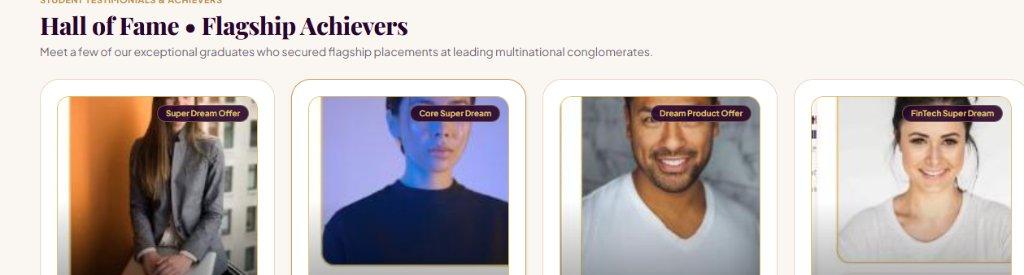 STUDENT TESTIMONIALS & ACHIEVERS
Hall of Fame • Flagship Achievers
Meet a few of our exceptional graduates who secured flagship placements at leading multinational conglomerates.
Super Dream Offer
Core Super Dream
Dream Product Offer
FinTech Super Dream